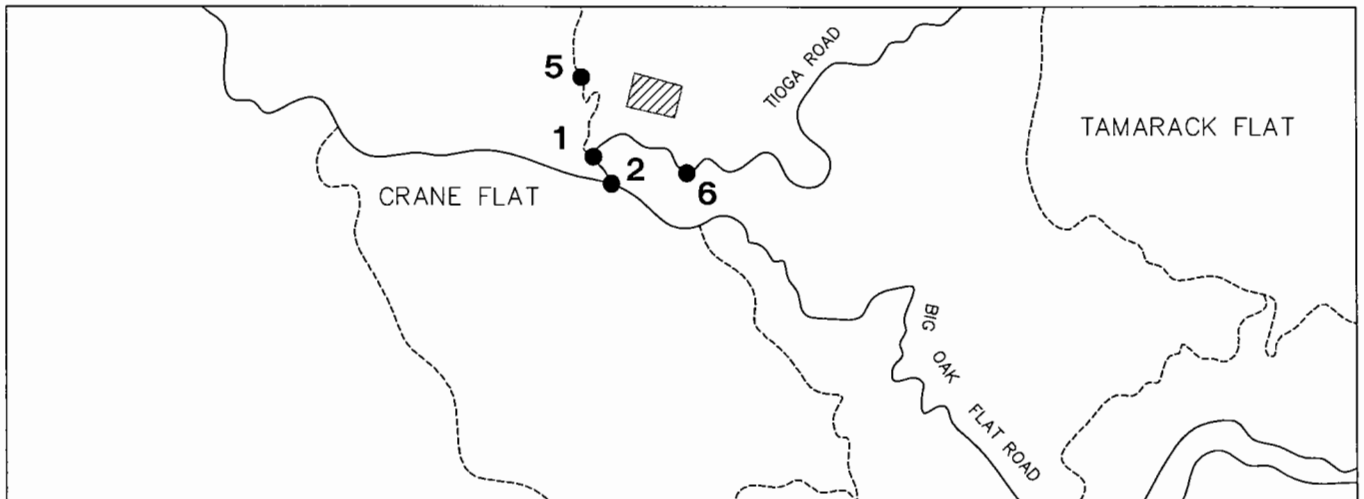 5
TIOGA ROAD
TAMARACK FLAT
1
2
6
CRANE FLAT
BIG OAK FLAT ROAD